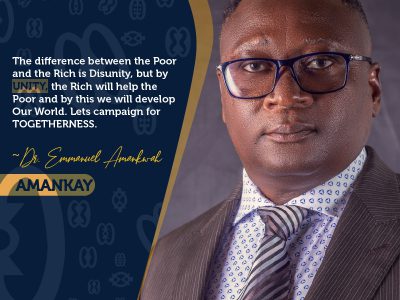 The difference between the Poor
and the Rich is Disunity, but by
UNITY, the Rich will help the
Poor and by this we will develop
Our World. Lets campaign for
TOGETHERNESS.
~Dr. Emmanuel Amankwah
AMANKAY